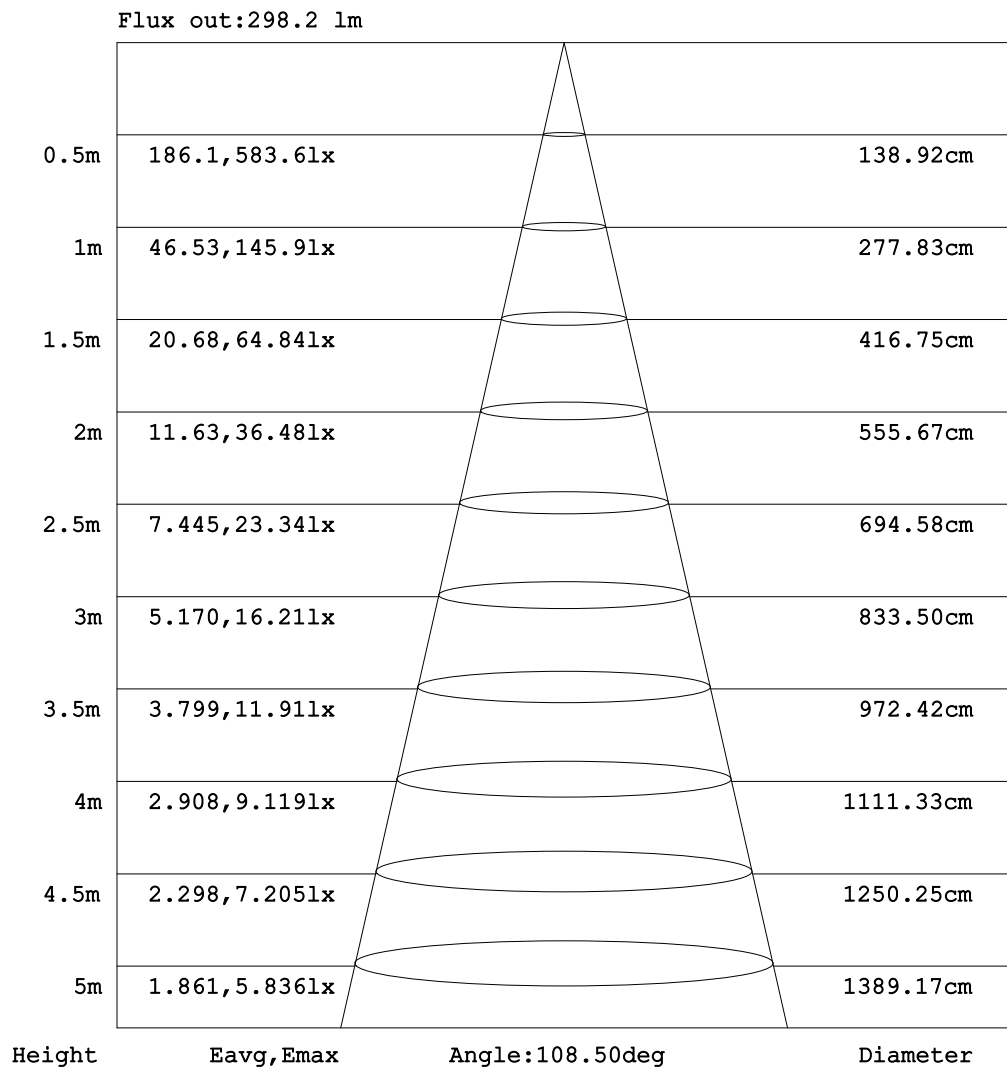 Flux out:298.2 lm
0.5m 186.1,583.6lx 138.92cm
1m 46.53,145.9lx 277.83cm
1.5m 20.68,64.84lx 416.75cm
2m 11.63,36.48lx 555.67cm
2.5m 7.445,23.34lx 694.58cm
3m 5.170,16.21lx 833.50cm
3.5m 3.799,11.91lx 972.42cm
4m 2.908,9.119lx 1111.33cm
4.5m 2.298,7.205lx 1250.25cm
5m 1.861,5.836lx 1389.17cm
Height Eavg,Emax Angle:108.50deg Diameter